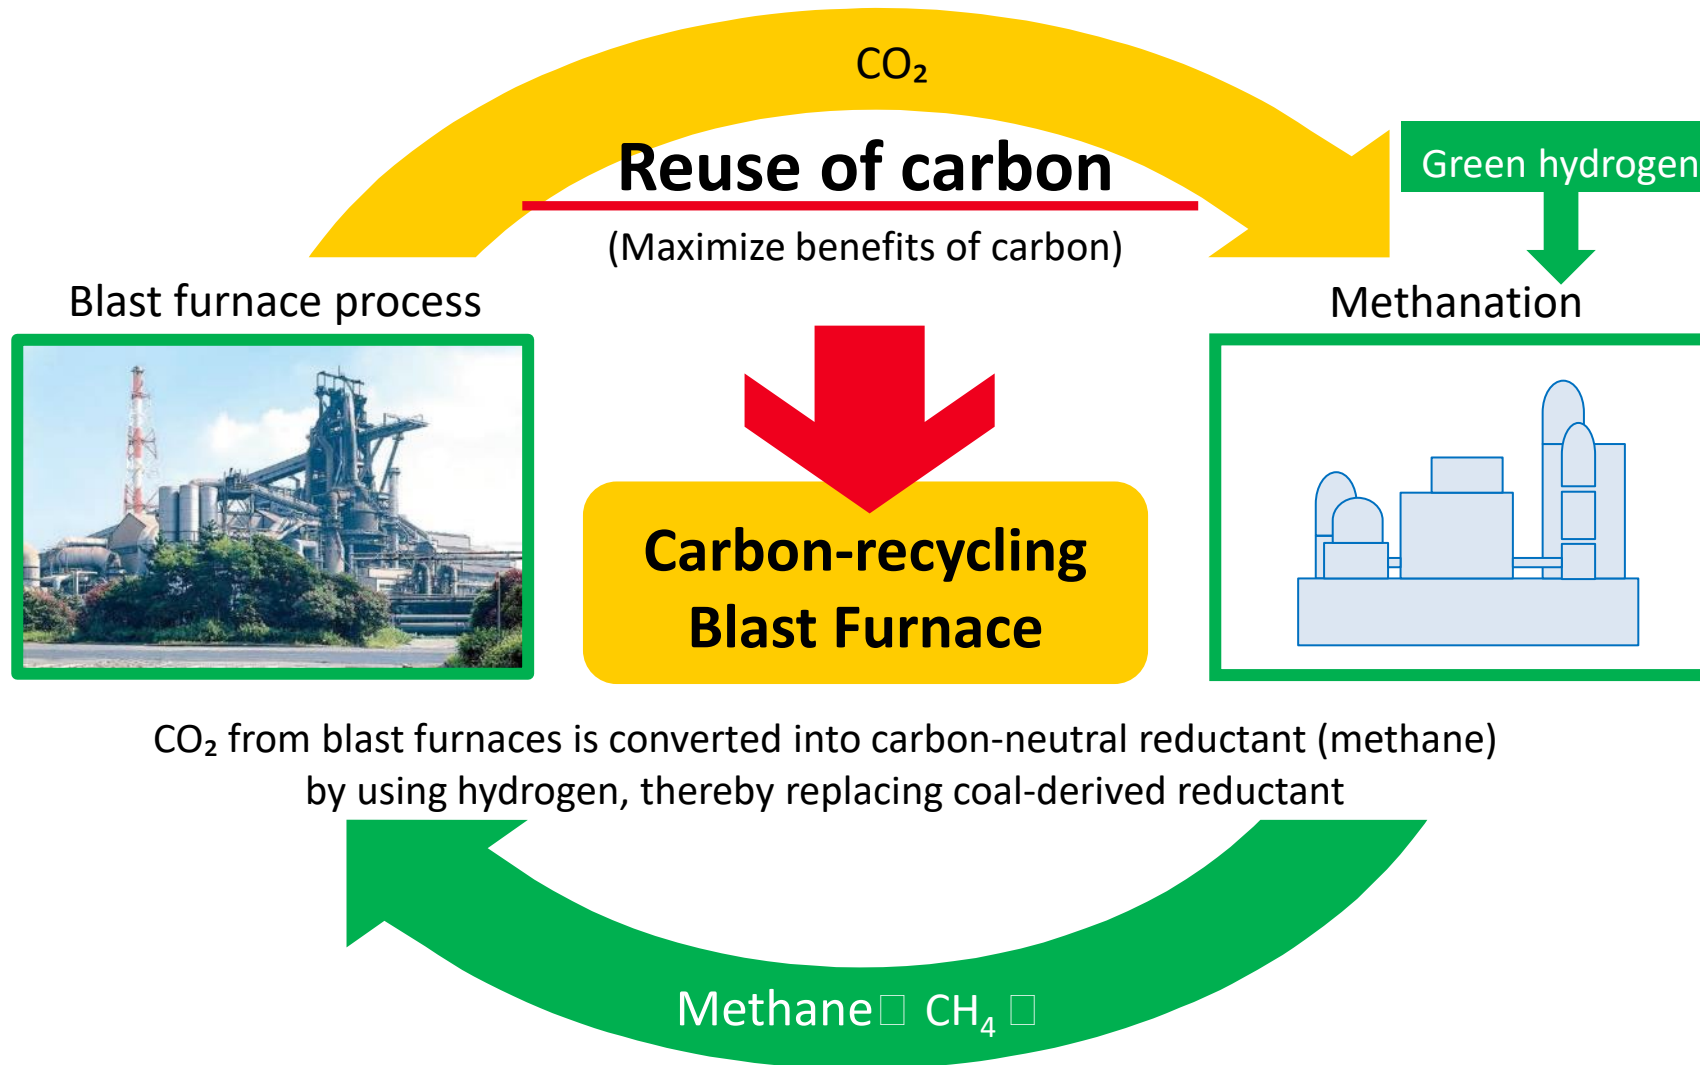 CO₂
Reuse of carbon
(Maximize benefits of carbon)
Green hydrogen
Blast furnace process
Methanation
Carbon-recycling
Blast Furnace
CO₂ from blast furnaces is converted into carbon-neutral reductant (methane)
by using hydrogen, thereby replacing coal-derived reductant
Methane□ CH₄ □